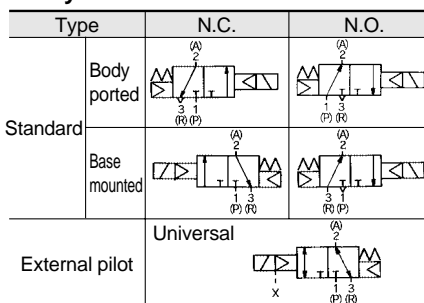 Type N.C. N.O.
Standard
Body
ported
(A)
2
3 1
(R) (P)
(A)
2
1 3
(P) (R)
Base
mounted
(A)
2
1 3
(P) (R)
(A)
2
3 1
(R) (P)
External pilot
Universal
(A)
2
X
1 3
(P) (R)